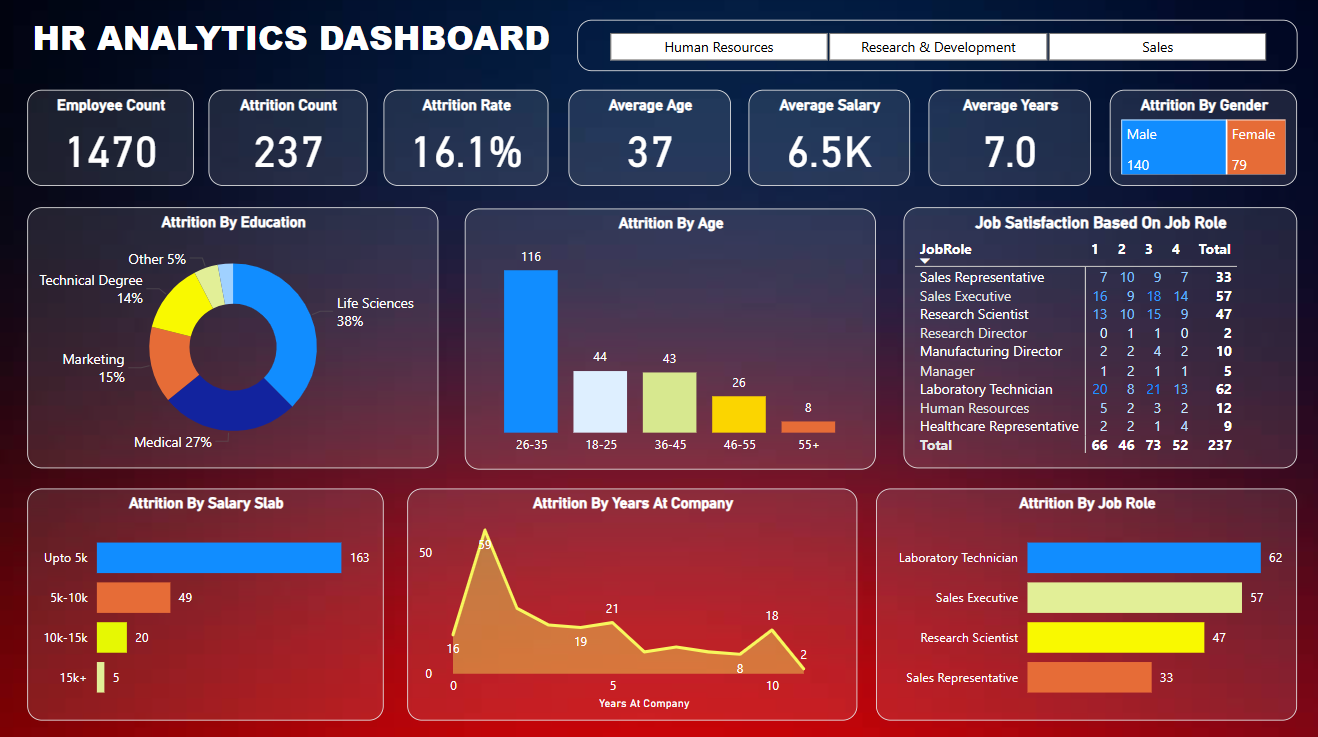 HR ANALYTICS DASHBOARD
Human Resources
Research & Development
Sales
Employee Count
1470
Attrition Count
237
Attrition Rate
16.1%
Average Age
37
Average Salary
6.5K
Average Years
7.0
Attrition By Gender
Male
140
Female
79
Attrition By Education
Other 5%
Technical Degree
14%
Life Sciences
38%
Marketing
15%
Medical 27%
Attrition By Age
116
44
43
26
8
26-35 18-25 36-45 46-55 55+
Job Satisfaction Based On Job Role
JobRole 1 2 3 4 Total
Sales Representative 7 10 9 7 33
Sales Executive 16 9 18 14 57
Research Scientist 13 10 15 9 47
Research Director 0 1 1 0 2
Manufacturing Director 2 2 4 2 10
Manager 1 2 1 1 5
Laboratory Technician 20 8 21 13 62
Human Resources 5 2 3 2 12
Healthcare Representative 2 2 1 4 9
Total 66 46 73 52 237
Attrition By Salary Slab
Upto 5k 163
5k-10k 49
10k-15k 20
15k+ 5
Attrition By Years At Company
50
0
16
59
19
21
8
18
2
0 5 10
Years At Company
Attrition By Job Role
Laboratory Technician 62
Sales Executive 57
Research Scientist 47
Sales Representative 33